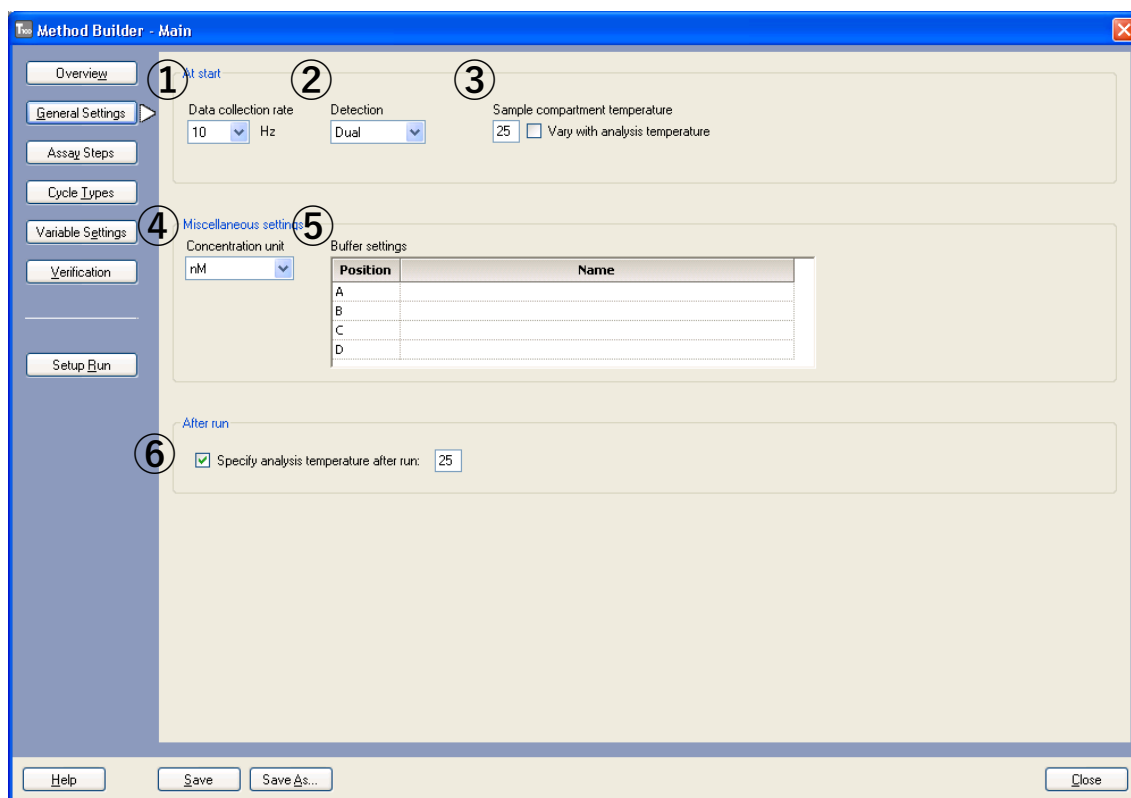 T100 Method Builder - Main
Overview
General Settings
Assay Steps
Cycle Types
Variable Settings
Verification
Setup Run
① At start ② ③
Data collection rate Detection Sample compartment temperature
10 Hz Dual 25 Vary with analysis temperature
④ Miscellaneous settings ⑤
Concentration unit Buffer settings
nM Position Name
A
B
C
D
After run
⑥ Specify analysis temperature after run: 25
Help Save Save As... Close